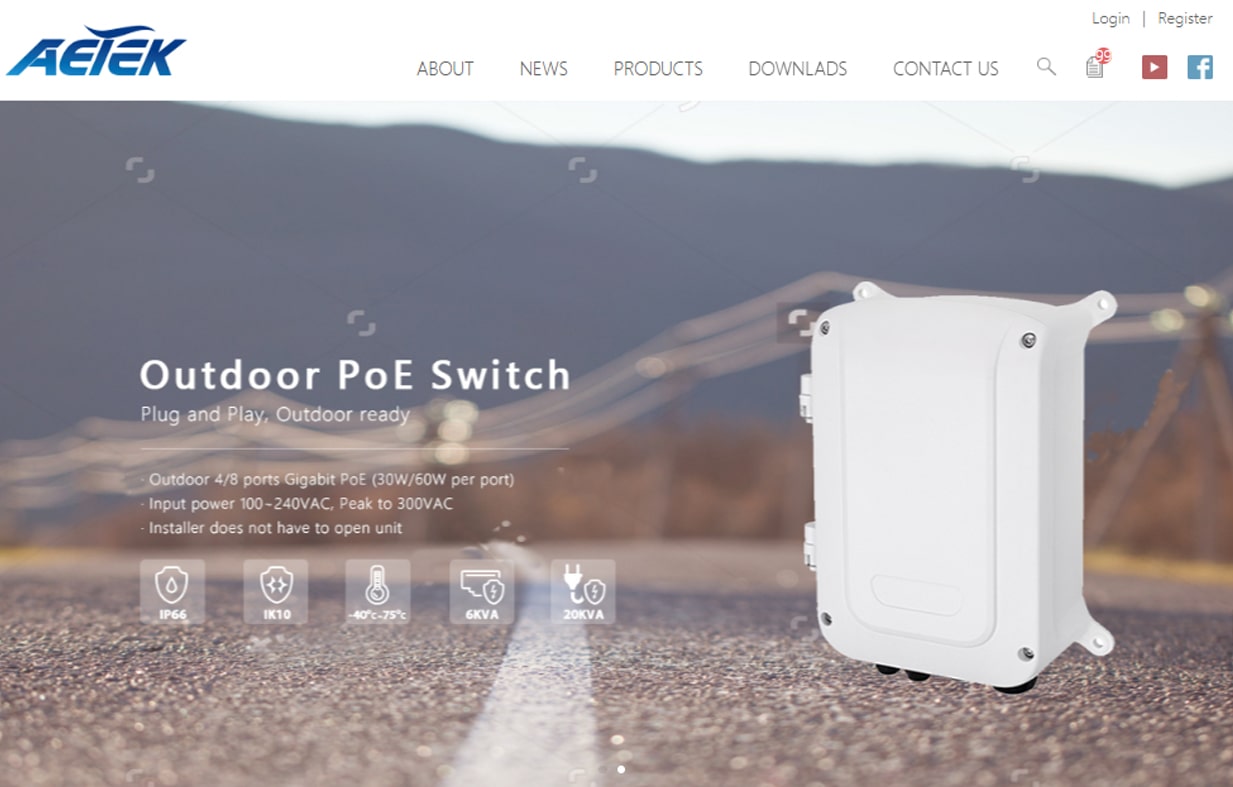 Login | Register
AETEK
ABOUT NEWS PRODUCTS DOWNLADS CONTACT US 99
Outdoor PoE Switch
Plug and Play, Outdoor ready
· Outdoor 4/8 ports Gigabit PoE (30W/60W per port)
· Input power 100~240VAC, Peak to 300VAC
· Installer does not have to open unit
IP66 IK10 -40°c~75°c 6KVA 20KVA